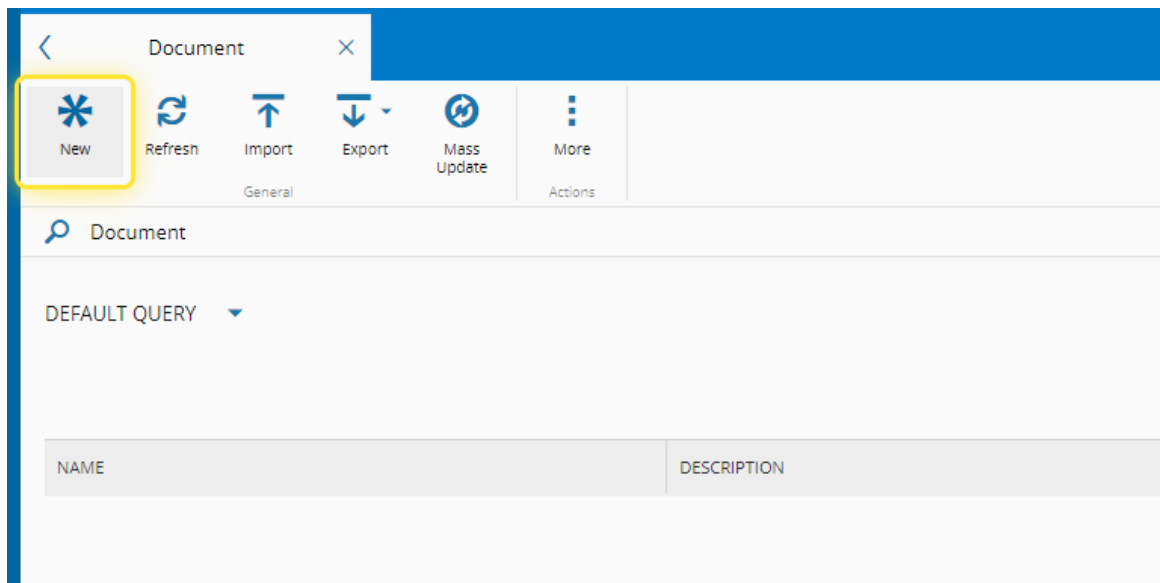 Document
New
Refresh
Import
Export
Mass
Update
More
General
Actions
Document
DEFAULT QUERY
NAME
DESCRIPTION